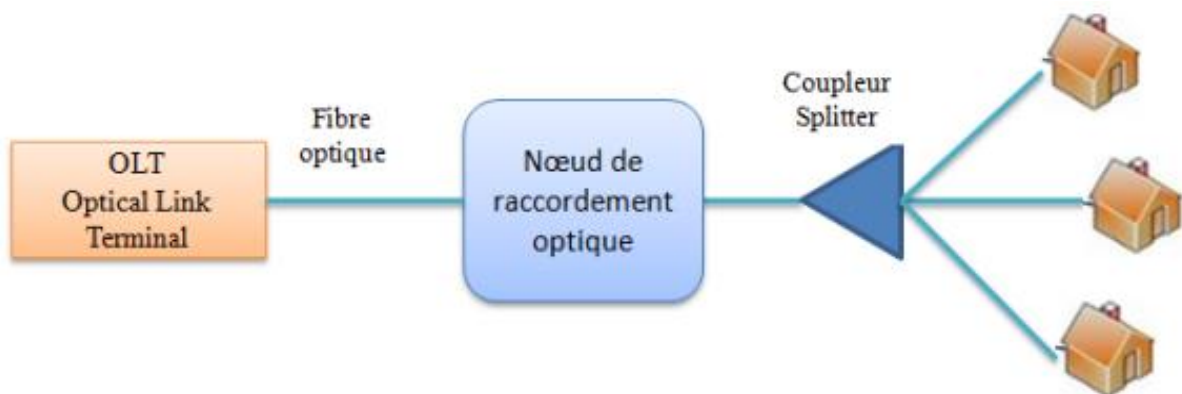 OLT
Optical Link
Terminal
Fibre
optique
Nœud de
raccordement
optique
Coupleur
Splitter